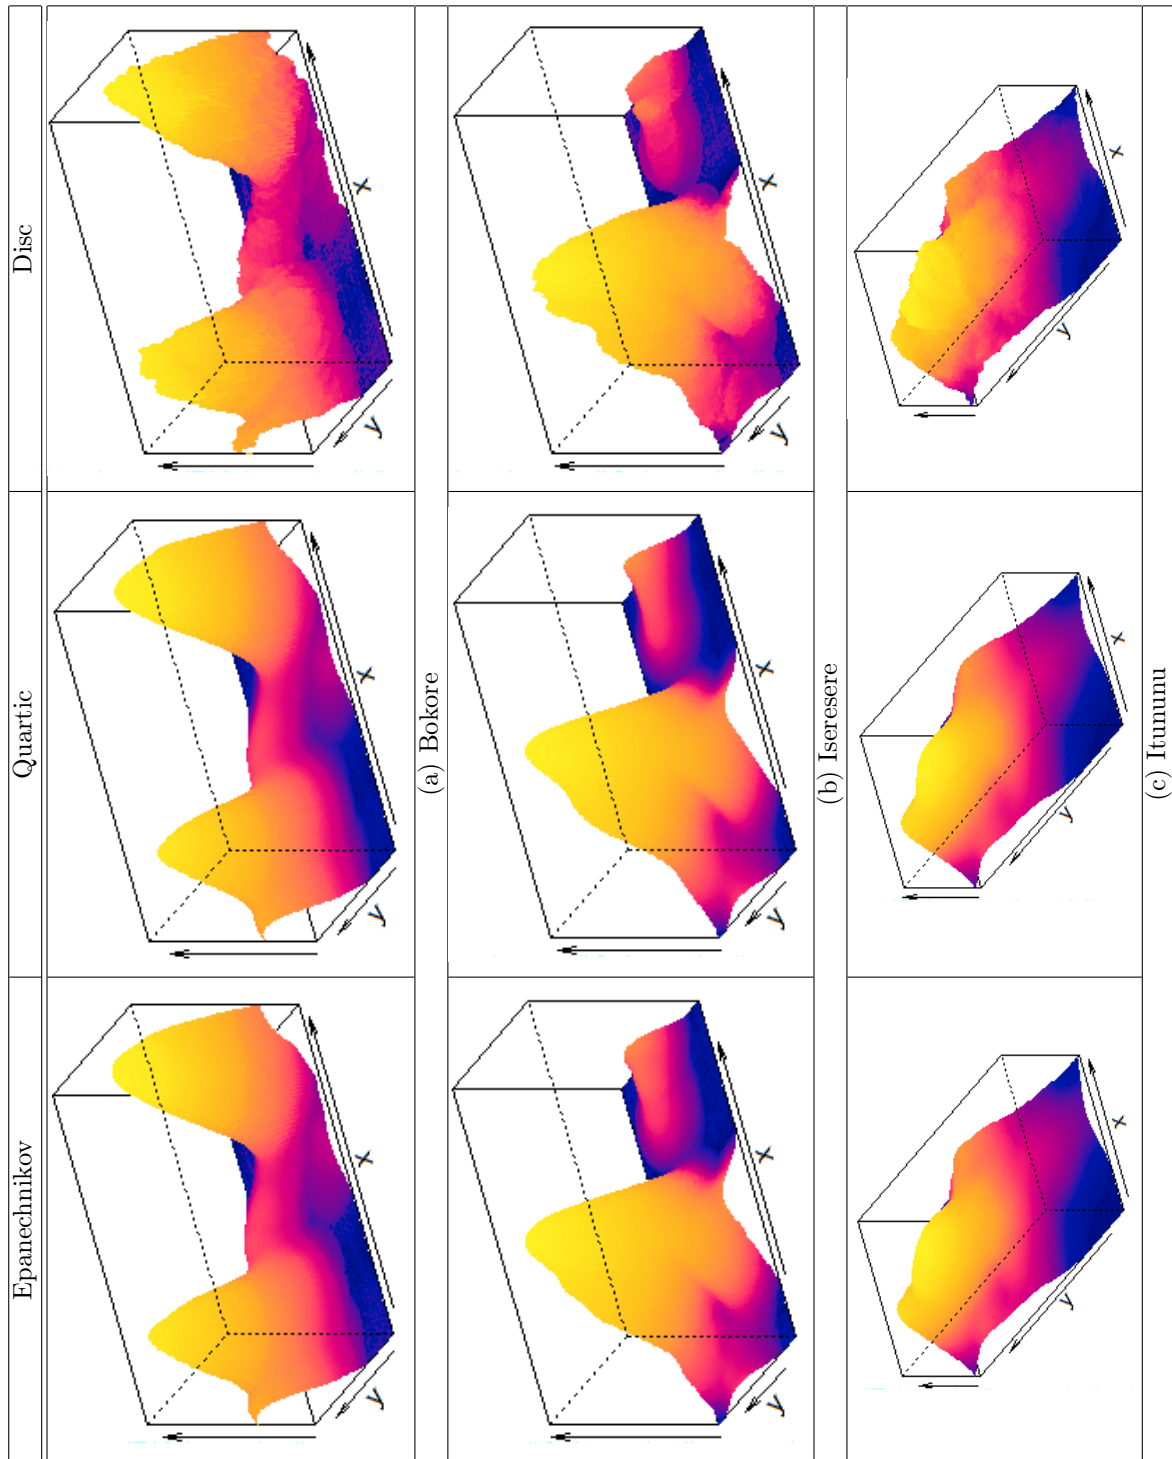 Epanechnikov
Quartic
Disc
y
x
y
x
y
x
(a) Bokore
y
x
y
x
y
x
(b) Iseresere
y
x
y
x
y
x
(c) Itununu